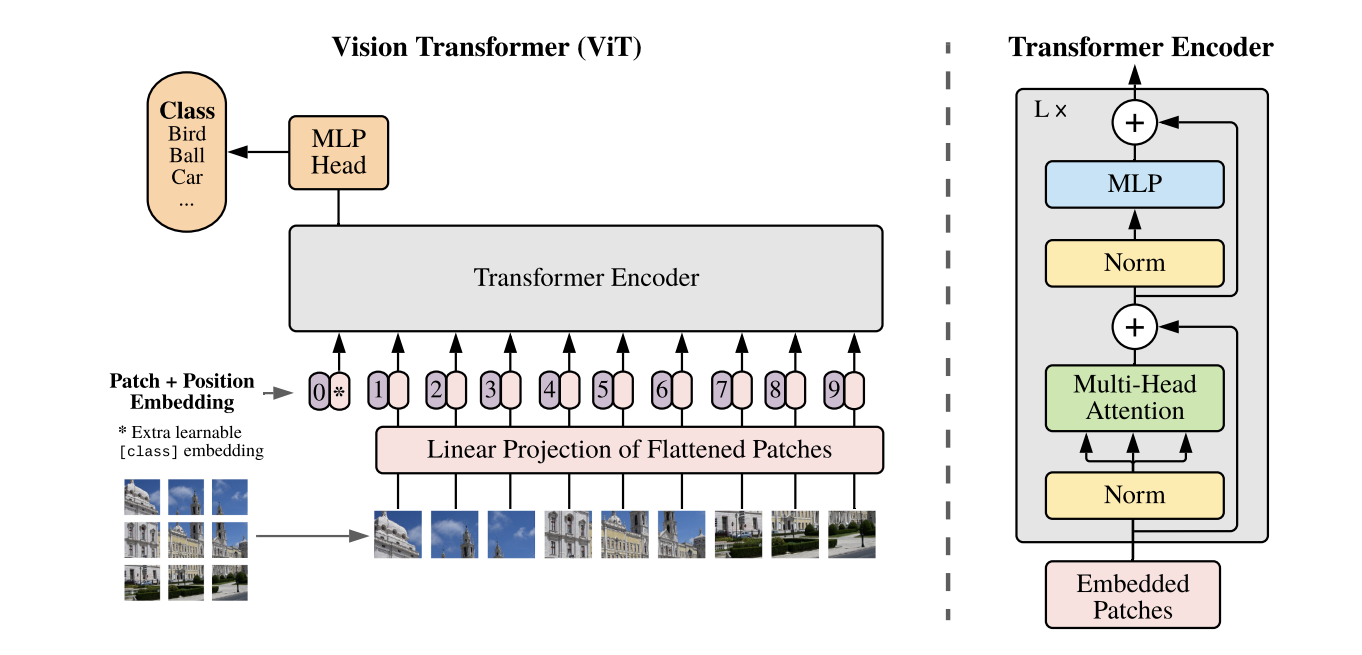 Vision Transformer (ViT)
Class
Bird
Ball
Car
...
MLP
Head
Transformer Encoder
Patch + Position
Embedding
0 * 1 2 3 4 5 6 7 8 9
* Extra learnable
[class] embedding
Linear Projection of Flattened Patches
Transformer Encoder
L ×
+
MLP
Norm
+
Multi-Head
Attention
Norm
Embedded
Patches